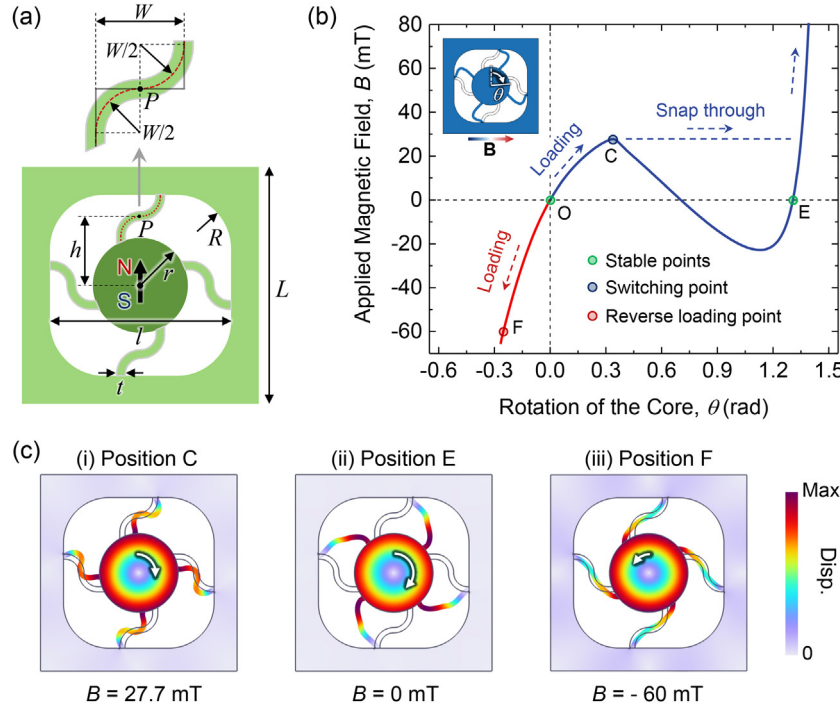 (a)
W
W/2
P
W/2
P
h
R
N
S
r
l
L
t
(b)
Applied Magnetic Field, B (mT)
80
60
40
20
0
-20
-40
-60
-0.6 -0.3 0.0 0.3 0.6 0.9 1.2 1.5
Rotation of the Core, θ (rad)
θ
B
Loading
C
Snap through
O
E
Loading
F
Stable points
Switching point
Reverse loading point
(c)
(i) Position C
(ii) Position E
(iii) Position F
Max
Disp.
0
B = 27.7 mT
B = 0 mT
B = - 60 mT